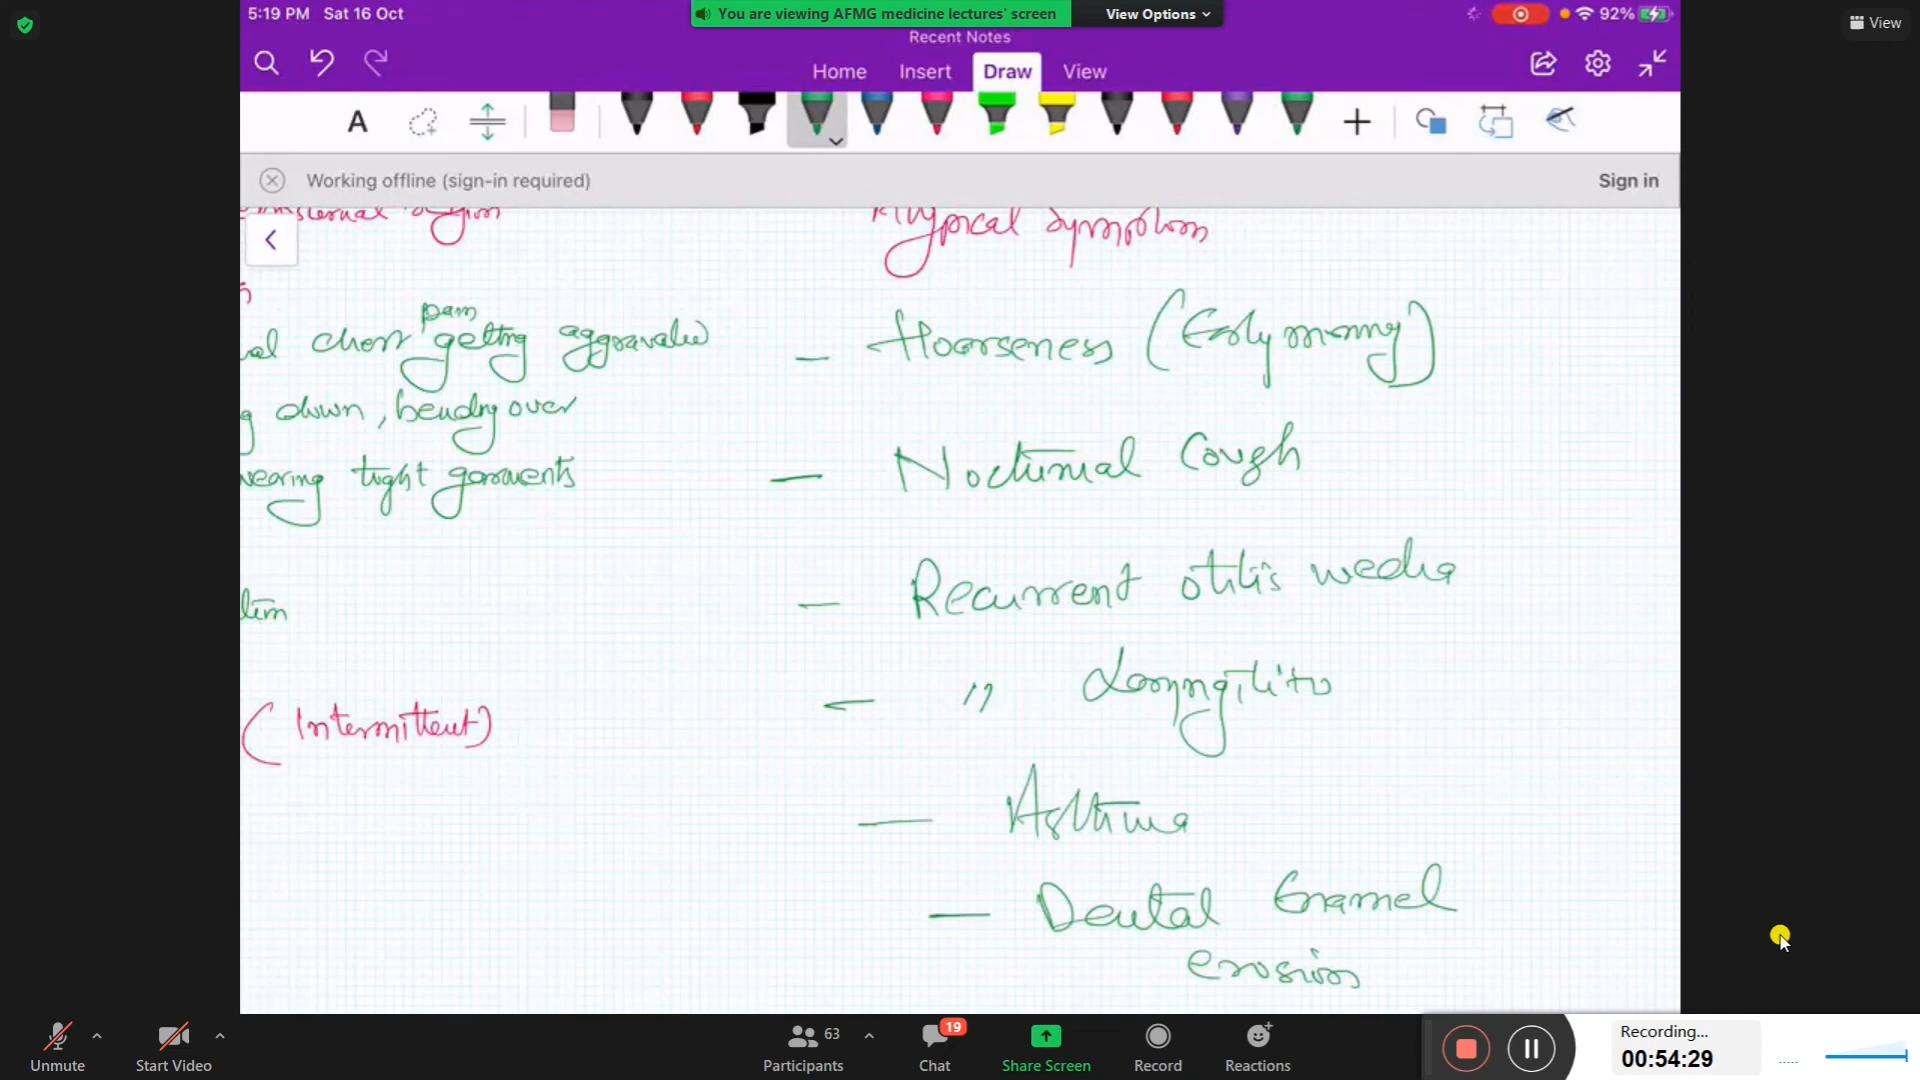 5:19 PM Sat 16 Oct
You are viewing AFMG medicine lectures' screen
View Options
92%
View
Recent Notes
Home
Insert
Draw
View
A
Working offline (sign-in required)
Sign in
Atypical symptoms
chest pain getting aggravated
down, bending over
wearing tight garments
(Intermittent)
- Hoarseness (Early morning)
- Nocturnal Cough
- Recurrent otitis media
- " Laryngitis
- Asthma
- Dental Enamel
erosion
Unmute
Start Video
63
Participants
19
Chat
Share Screen
Record
Reactions
Recording...
00:54:29